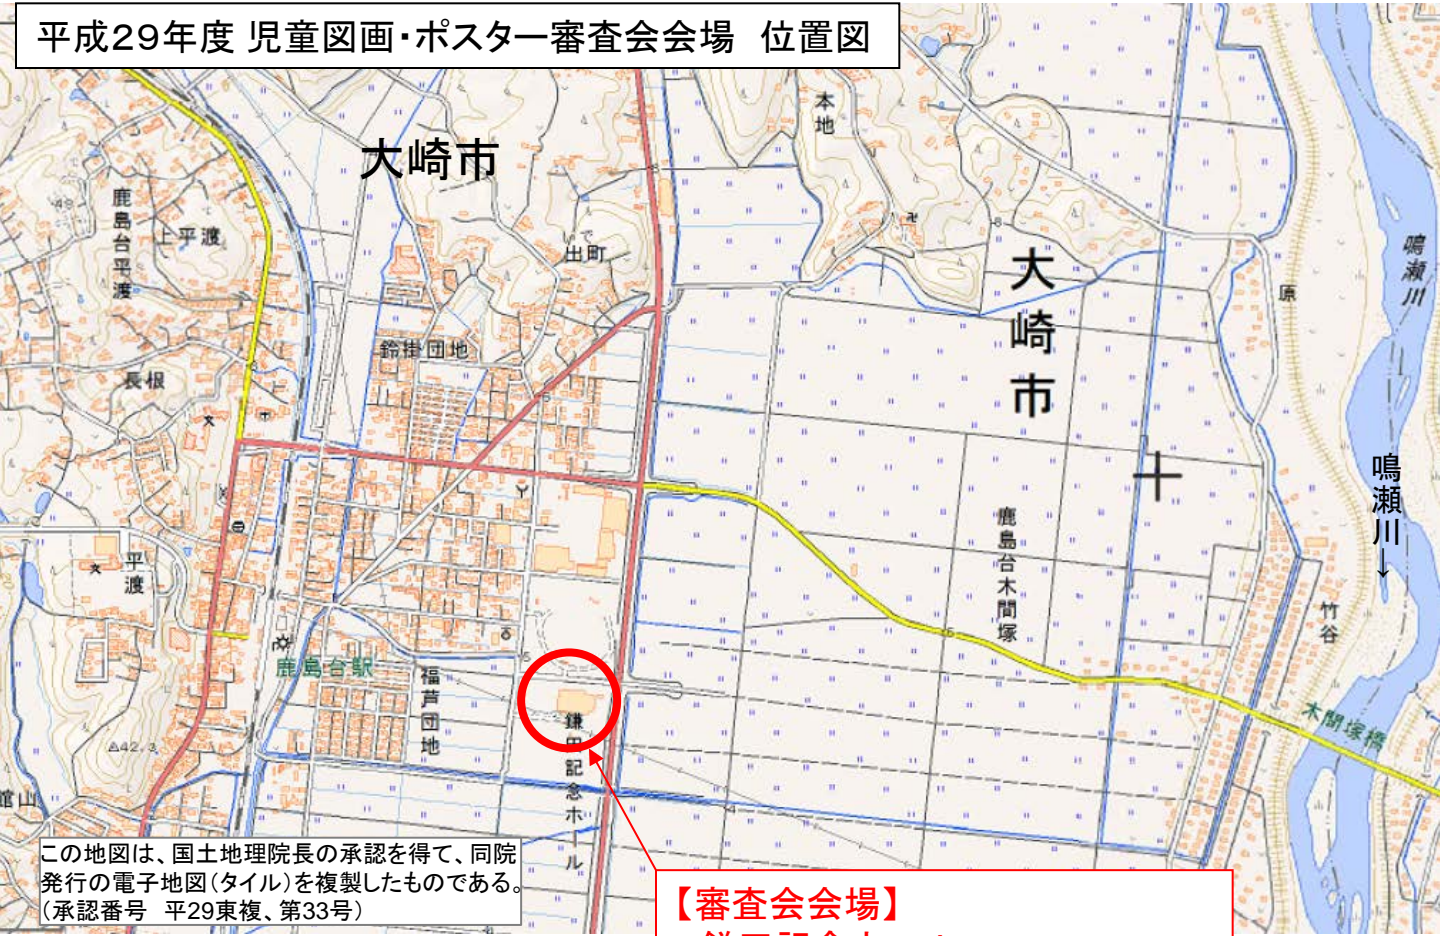 平成29年度 児童図画・ポスター審査会会場　位置図
大崎市
本地
鹿島台平渡
上平渡
いで
出町
大崎市
鳴瀬川
原
鈴掛団地
長根
鳴瀬川→
鹿島台木間塚
平渡
竹谷
鹿島台駅
福芦団地
木間塚橋
鎌田記念ホール
42.3
館山
この地図は、国土地理院長の承認を得て、同院
発行の電子地図(タイル)を複製したものである。
(承認番号　平29東複、第33号)
【審査会会場】